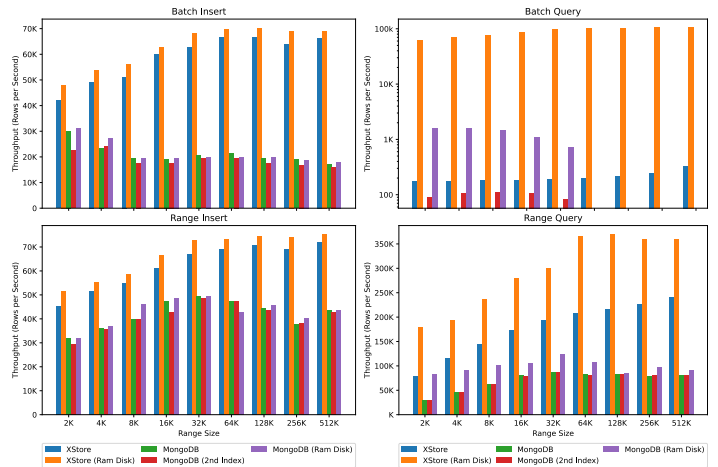 Batch Insert
Throughput (Rows per Second)
70K
60K
50K
40K
30K
20K
10K
0
Batch Query
Throughput (Rows per Second)
100K
1K
100
Range Insert
Throughput (Rows per Second)
70K
60K
50K
40K
30K
20K
10K
0
2K 4K 8K 16K 32K 64K 128K 256K 512K
Range Size
Range Query
Throughput (Rows per Second)
350K
300K
250K
200K
150K
100K
50K
K
2K 4K 8K 16K 32K 64K 128K 256K 512K
Range Size
XStore MongoDB MongoDB (Ram Disk)
XStore (Ram Disk) MongoDB (2nd Index)
XStore MongoDB MongoDB (Ram Disk)
XStore (Ram Disk) MongoDB (2nd Index)